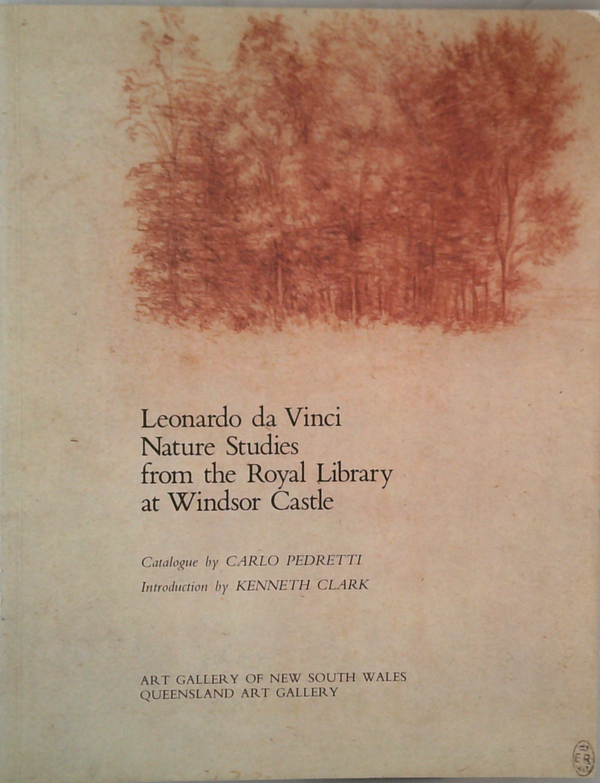 Leonardo da Vinci
Nature Studies
from the Royal Library
at Windsor Castle
Catalogue by CARLO PEDRETTI
Introduction by KENNETH CLARK
ART GALLERY OF NEW SOUTH WALES
QUEENSLAND ART GALLERY